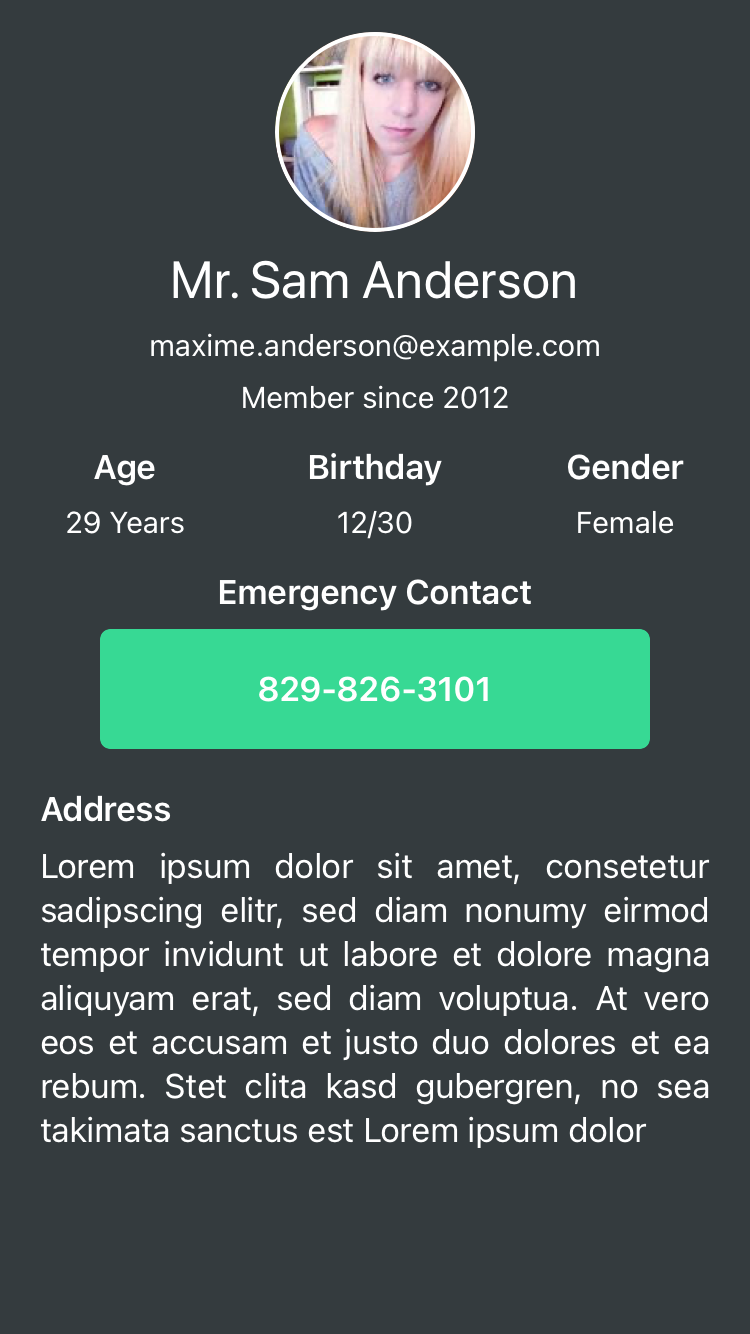 Mr. Sam Anderson
maxime.anderson@example.com
Member since 2012
Age Birthday Gender
29 Years 12/30 Female
Emergency Contact
829-826-3101
Address
Lorem ipsum dolor sit amet, consetetur
sadipscing elitr, sed diam nonumy eirmod
tempor invidunt ut labore et dolore magna
aliquyam erat, sed diam voluptua. At vero
eos et accusam et justo duo dolores et ea
rebum. Stet clita kasd gubergren, no sea
takimata sanctus est Lorem ipsum dolor